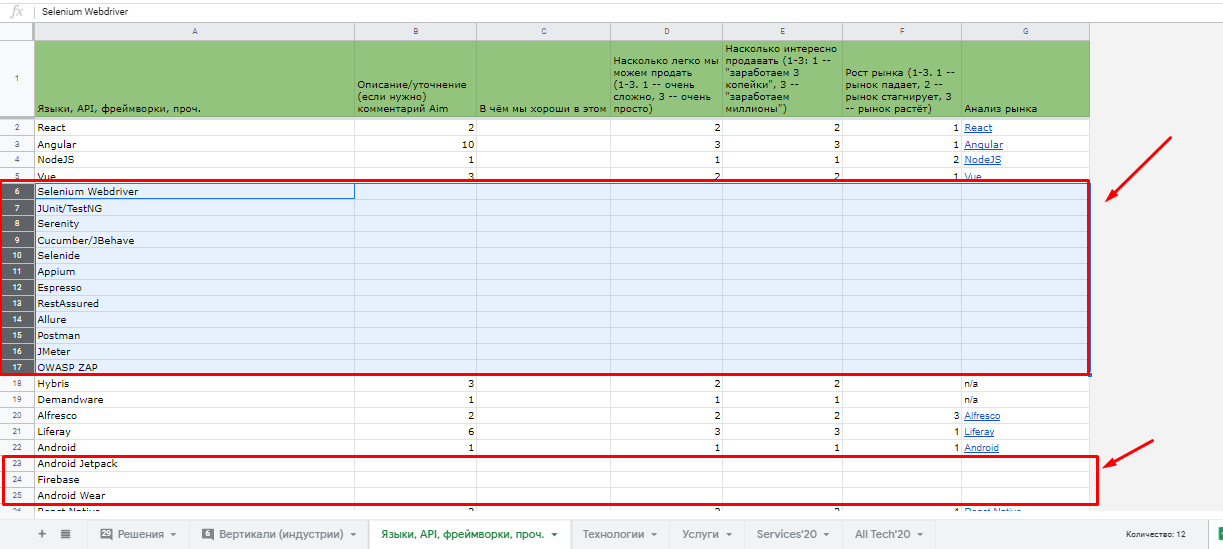 fx Selenium Webdriver
A B C D E F G
1
Языки, API, фреймворки, проч.
Описание/уточнение
(если нужно)
комментарий Aim
В чём мы хороши в этом
Насколько легко мы
можем продать
(1-3. 1 -- очень
сложно, 3 -- очень
просто)
Насколько интересно
продавать (1-3: 1 --
"заработаем 3
копейки", 3 --
"заработаем
миллионы")
Рост рынка (1-3. 1 --
рынок падает, 2 --
рынок стагнирует, 3
-- рынок растёт)
Анализ рынка
2 React 2 2 2 1 React
3 Angular 10 3 3 1 Angular
4 NodeJS 1 1 1 2 NodeJS
5 Vue 3 2 2 1 Vue
6 Selenium Webdriver
7 JUnit/TestNG
8 Serenity
9 Cucumber/JBehave
10 Selenide
11 Appium
12 Espresso
13 RestAssured
14 Allure
15 Postman
16 JMeter
17 OWASP ZAP
18 Hybris 3 2 2 n/a
19 Demandware 1 1 1 n/a
20 Alfresco 2 2 2 3 Alfresco
21 Liferay 6 3 3 1 Liferay
22 Android 1 1 1 1 Android
23 Android Jetpack
24 Firebase
25 Android Wear
26 React Native 1 React Native
29 Решения 6 Вертикали (индустрии) Языки, API, фреймворки, проч. Технологии Услуги Services'20 All Tech'20 Количество: 12